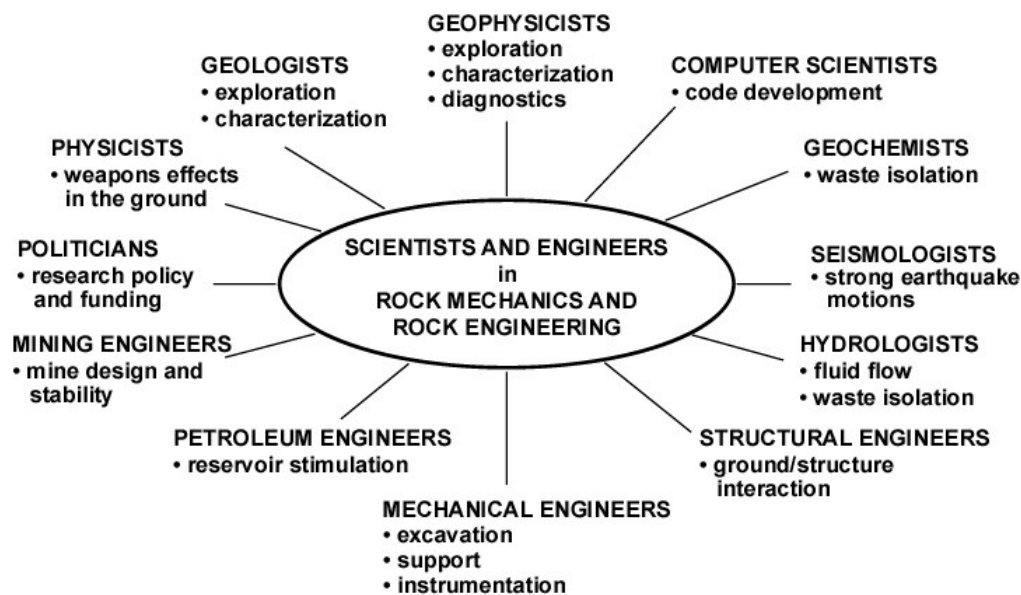 GEOPHYSICISTS
• exploration
• characterization
• diagnostics
GEOLOGISTS
• exploration
• characterization
COMPUTER SCIENTISTS
• code development
PHYSICISTS
• weapons effects
in the ground
GEOCHEMISTS
• waste isolation
POLITICIANS
• research policy
and funding
SCIENTISTS AND ENGINEERS
in
ROCK MECHANICS AND
ROCK ENGINEERING
SEISMOLOGISTS
• strong earthquake
motions
MINING ENGINEERS
• mine design and
stability
HYDROLOGISTS
• fluid flow
• waste isolation
PETROLEUM ENGINEERS
• reservoir stimulation
STRUCTURAL ENGINEERS
• ground/structure
interaction
MECHANICAL ENGINEERS
• excavation
• support
• instrumentation